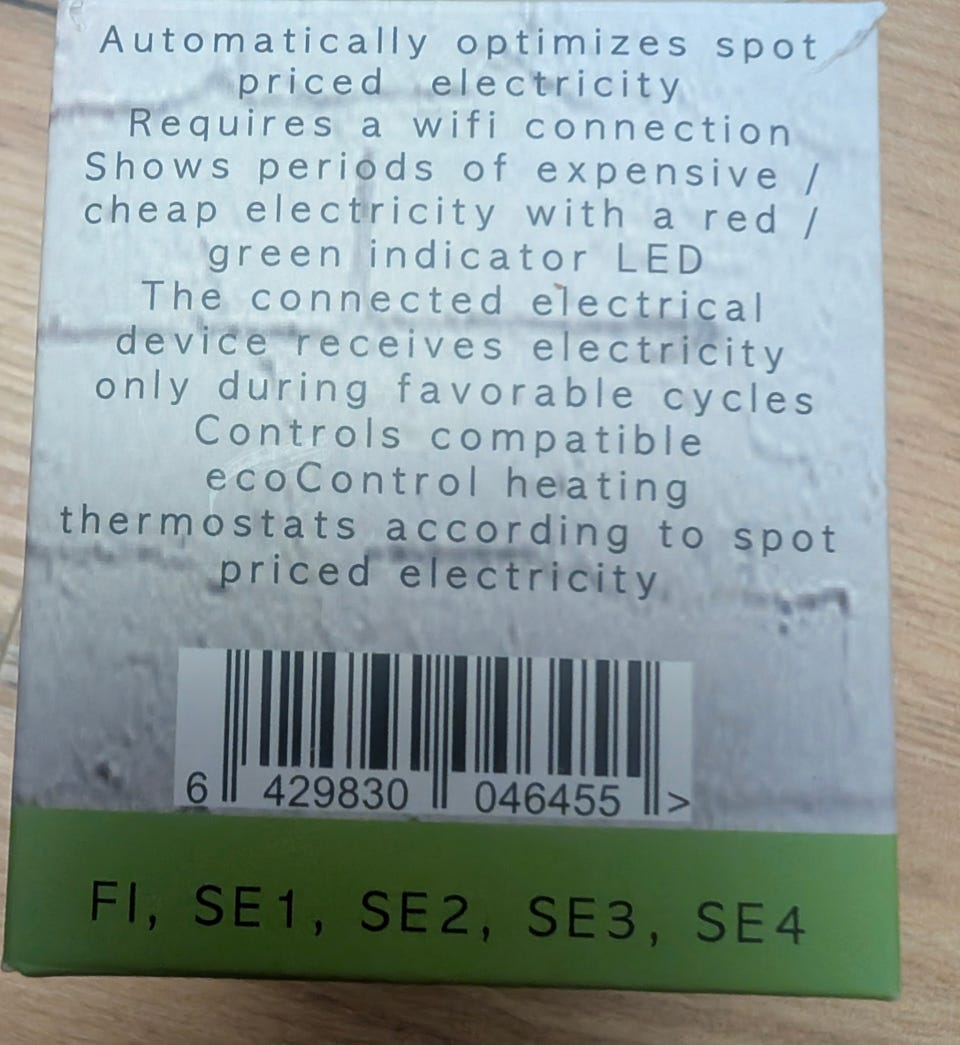 Automatically optimizes spot
priced electricity
Requires a wifi connection
Shows periods of expensive /
cheap electricity with a red /
green indicator LED
The connected electrical
device receives electricity
only during favorable cycles
Controls compatible
ecoControl heating
thermostats according to spot
priced electricity
6 429830 046455 >
FI, SE1, SE2, SE3, SE4